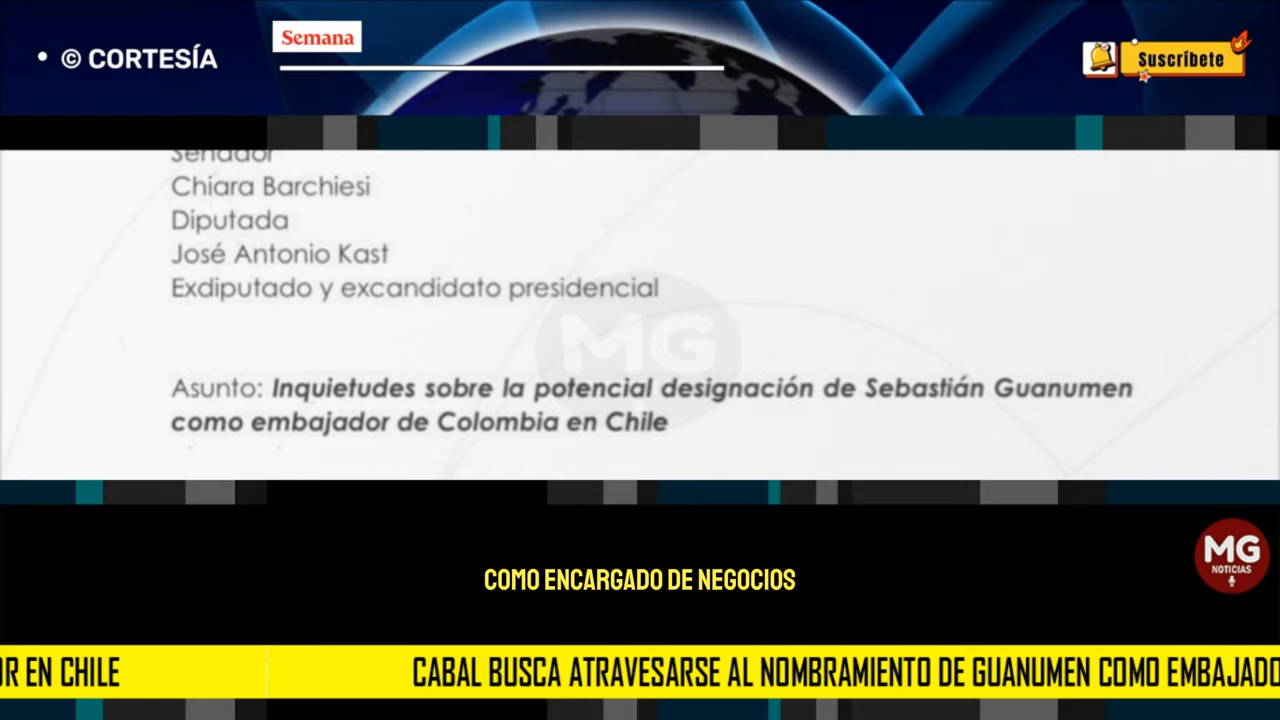 • © CORTESÍA
Semana
Suscríbete
Senador
Chiara Barchiesi
Diputada
José Antonio Kast
Exdiputado y excandidato presidencial
MG
Asunto: Inquietudes sobre la potencial designación de Sebastián Guanumen
como embajador de Colombia en Chile
MG
NOTICIAS
COMO ENCARGADO DE NEGOCIOS
OR EN CHILE
CABAL BUSCA ATRAVESARSE AL NOMBRAMIENTO DE GUANUMEN COMO EMBAJADO